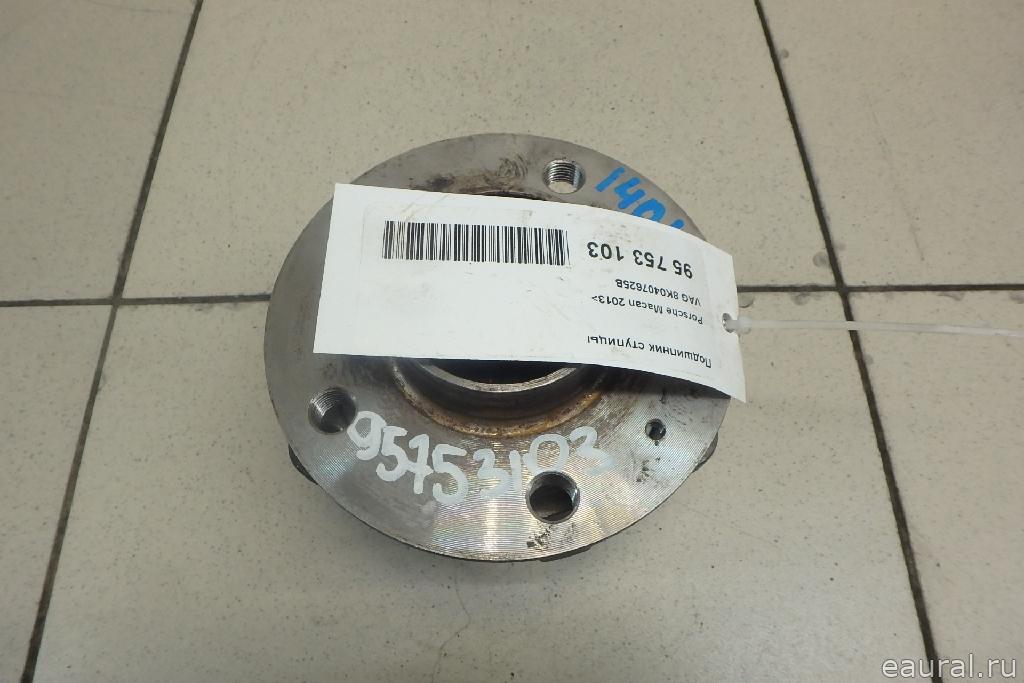 Подшипник ступицы
Porsche Macan 2013>
VAG 8K0407625B
95 753 103
95753103
eaural.ru